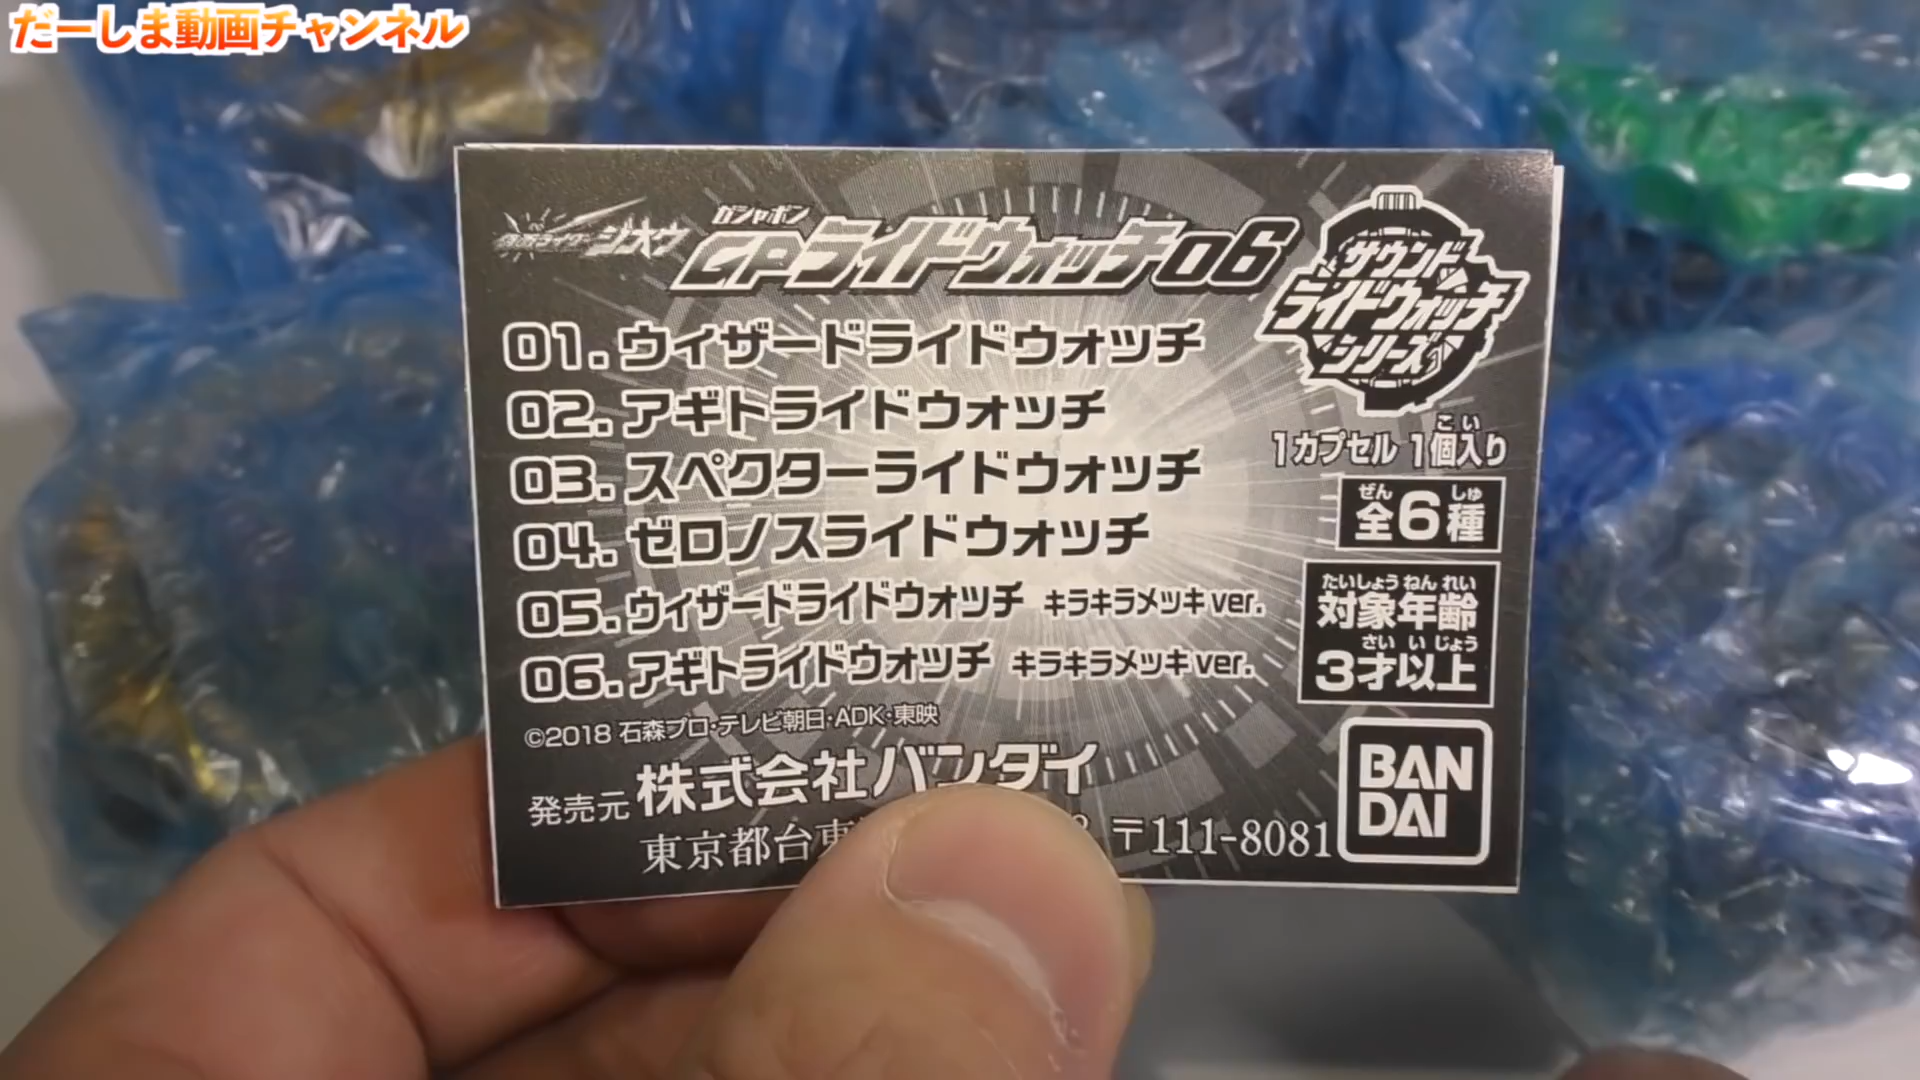 だーしま動画チャンネル
仮面ライダージオウ
ガシャポン
GPライドウォッチ06
サウンド
ライドウォッチ
シリーズ
01.ウィザードライドウォッチ
02.アギトライドウォッチ
03.スペクターライドウォッチ
04.ゼロノスライドウォッチ
05.ウィザードライドウォッチ キラキラメッキver.
06.アギトライドウォッチ キラキラメッキver.
こい
1カプセル 1個入り
ぜん しゅ
全6種
たいしょう ねん れい
対象年齢
さい い じょう
3才以上
©2018 石森プロ・テレビ朝日・ADK・東映
発売元 株式会社バンダイ
東京都台東 〒111-8081
BAN
DAI